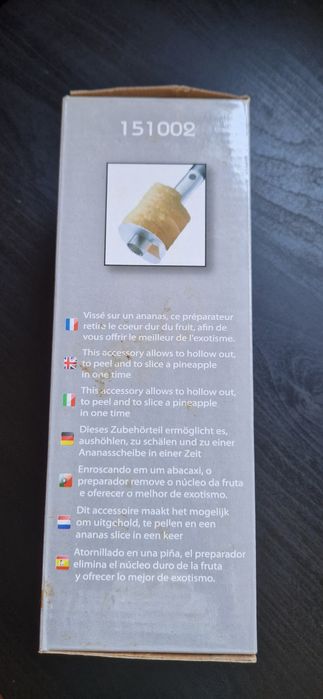 151002
Vissé sur un ananas, ce préparateur
retire le coeur dur du fruit, afin de
vous offrir le meilleur de l'exotisme.
This accessory allows to hollow out,
to peel and to slice a pineapple
in one time
This accessory allows to hollow out,
to peel and to slice a pineapple
in one time
Dieses Zubehörteil ermöglicht es,
aushöhlen, zu schälen und zu einer
Ananasscheibe in einer Zeit
Enroscando em um abacaxi, o
preparador remove o núcleo da fruta
e oferecer o melhor de exotismo.
Dit accessoire maakt het mogelijk
om uitgchold, te pellen en een
ananas slice in een keer
Atornillado en una piña, el preparador
elimina el núcleo duro de la fruta
y ofrecer lo mejor de exotismo.